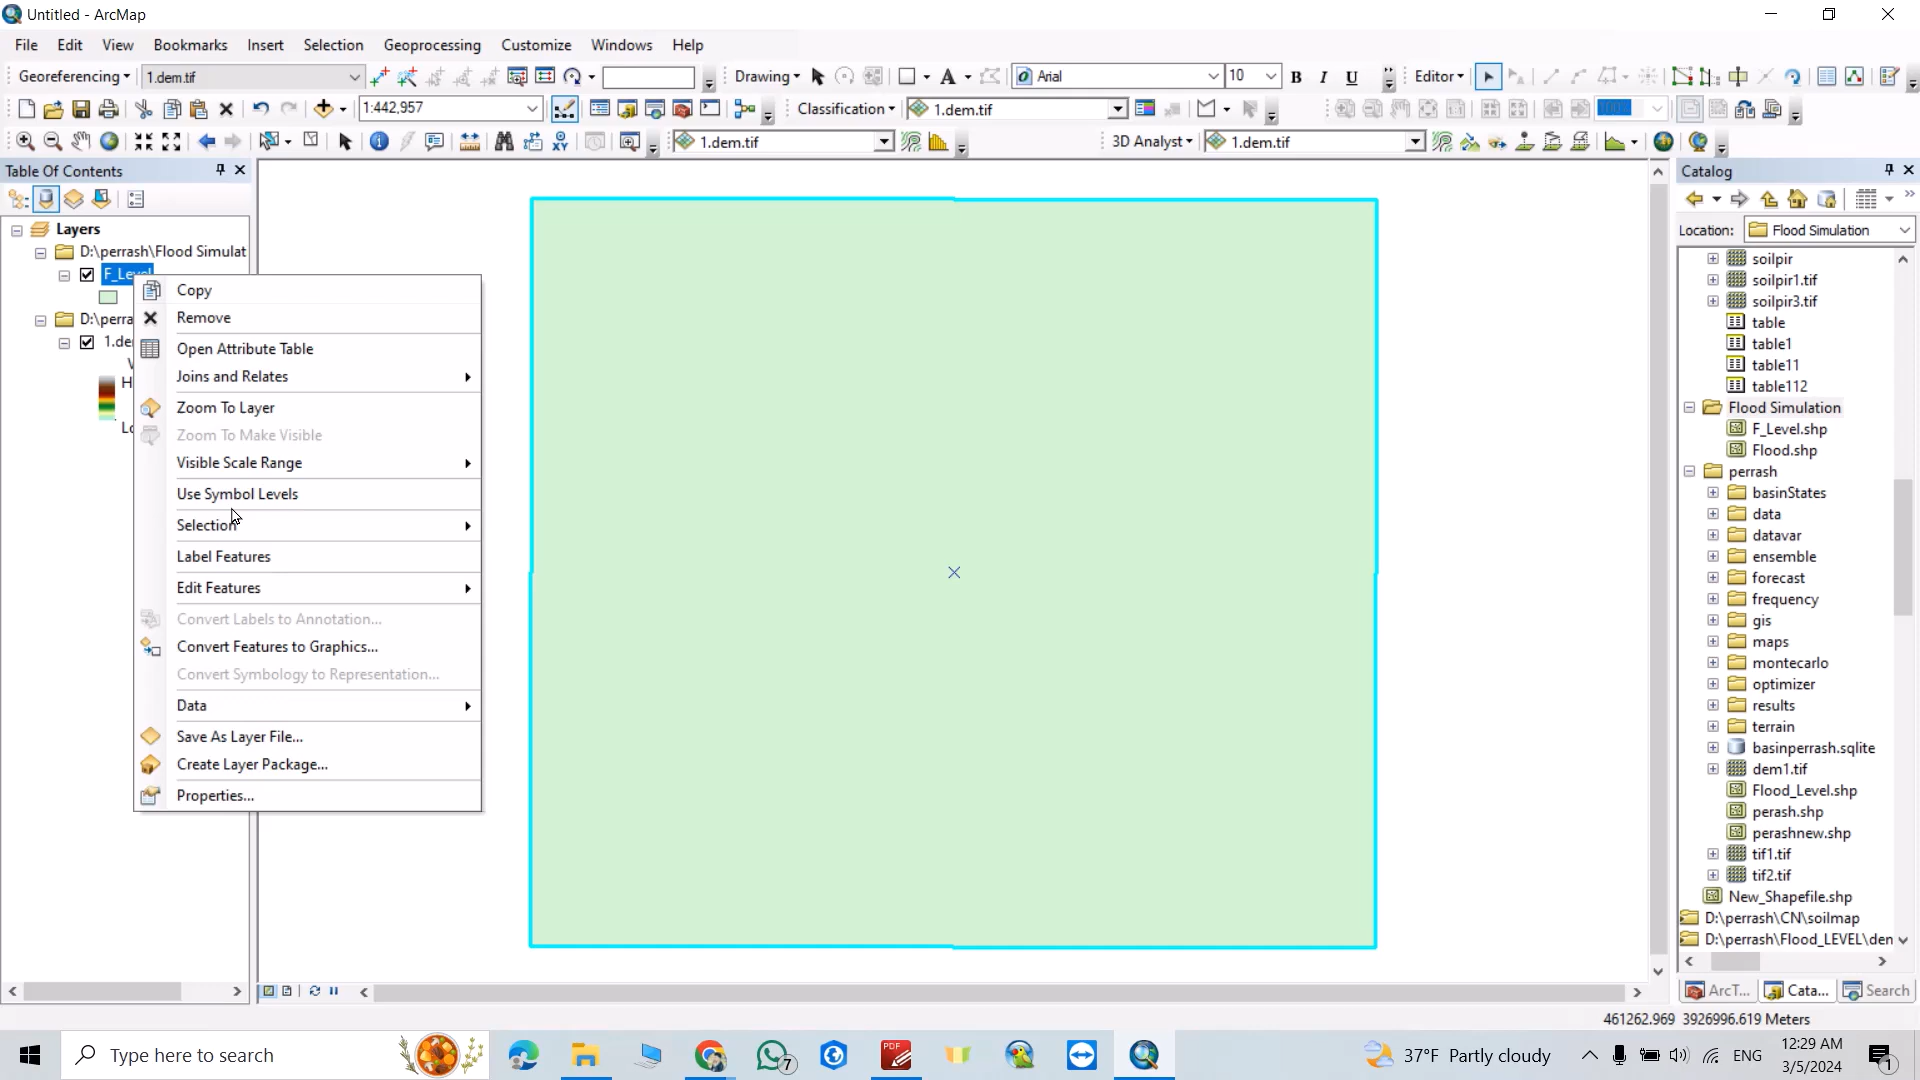 Untitled - ArcMap
File Edit View Bookmarks Insert Selection Geoprocessing Customize Windows Help
Georeferencing 1.dem.tif Drawing Arial 10 B I U Editor
1:442,957 Classification 1.dem.tif
1.dem.tif 3D Analyst 1.dem.tif
Table Of Contents
Layers
D:\perrash\Flood Simulat
F_Level
D:\perra
1.de
Copy
Remove
Open Attribute Table
Joins and Relates
Zoom To Layer
Zoom To Make Visible
Visible Scale Range
Use Symbol Levels
Selection
Label Features
Edit Features
Convert Labels to Annotation...
Convert Features to Graphics...
Convert Symbology to Representation...
Data
Save As Layer File...
Create Layer Package...
Properties...
Catalog
Location: Flood Simulation
soilpir
soilpir1.tif
soilpir3.tif
table
table1
table11
table112
Flood Simulation
F_Level.shp
Flood.shp
perrash
basinStates
data
datavar
ensemble
forecast
frequency
gis
maps
montecarlo
optimizer
results
terrain
basinperrash.sqlite
dem1.tif
Flood_Level.shp
perash.shp
perashnew.shp
tif1.tif
tif2.tif
New_Shapefile.shp
D:\perrash\CN\soilmap
D:\perrash\Flood_LEVEL\den
ArcT... Cata... Search
461262.969 3926996.619 Meters
Type here to search
7
37°F Partly cloudy
ENG
12:29 AM
3/5/2024
1